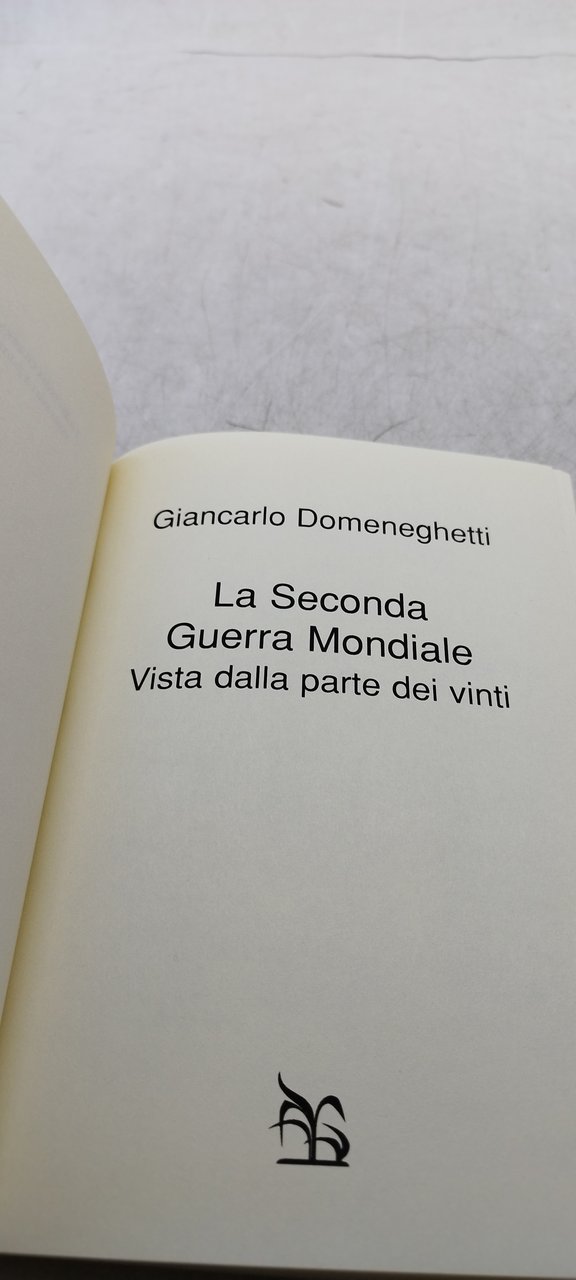 Giancarlo Domeneghetti
La Seconda
Guerra Mondiale
Vista dalla parte dei vinti